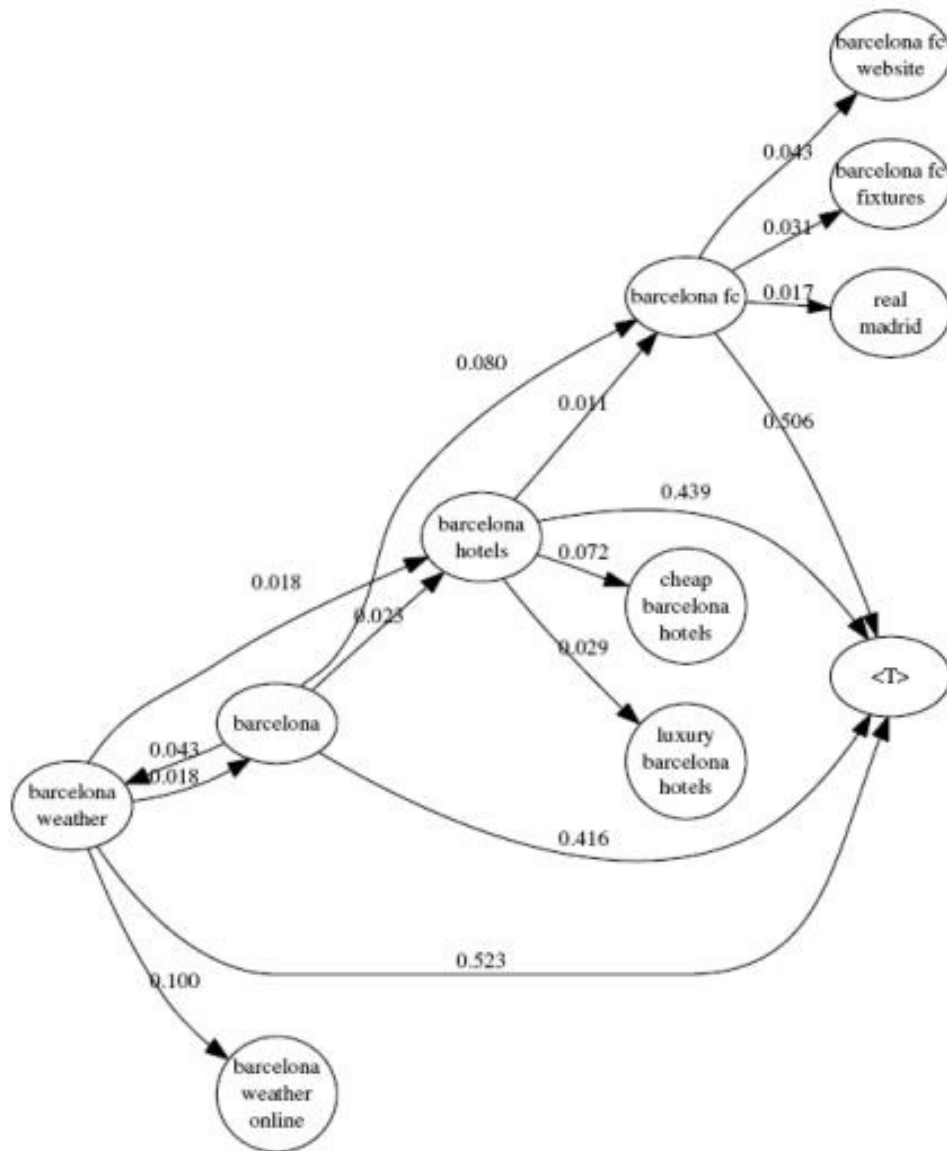 barcelona fc
website
0.043
barcelona fc
fixtures
0.031
barcelona fc
0.017
real
madrid
0.080
0.011
0.506
0.439
barcelona
hotels
0.072
cheap
barcelona
hotels
0.018
0.023
0.029
<T>
barcelona
0.043
0.018
luxury
barcelona
hotels
barcelona
weather
0.416
0.523
0.100
barcelona
weather
online